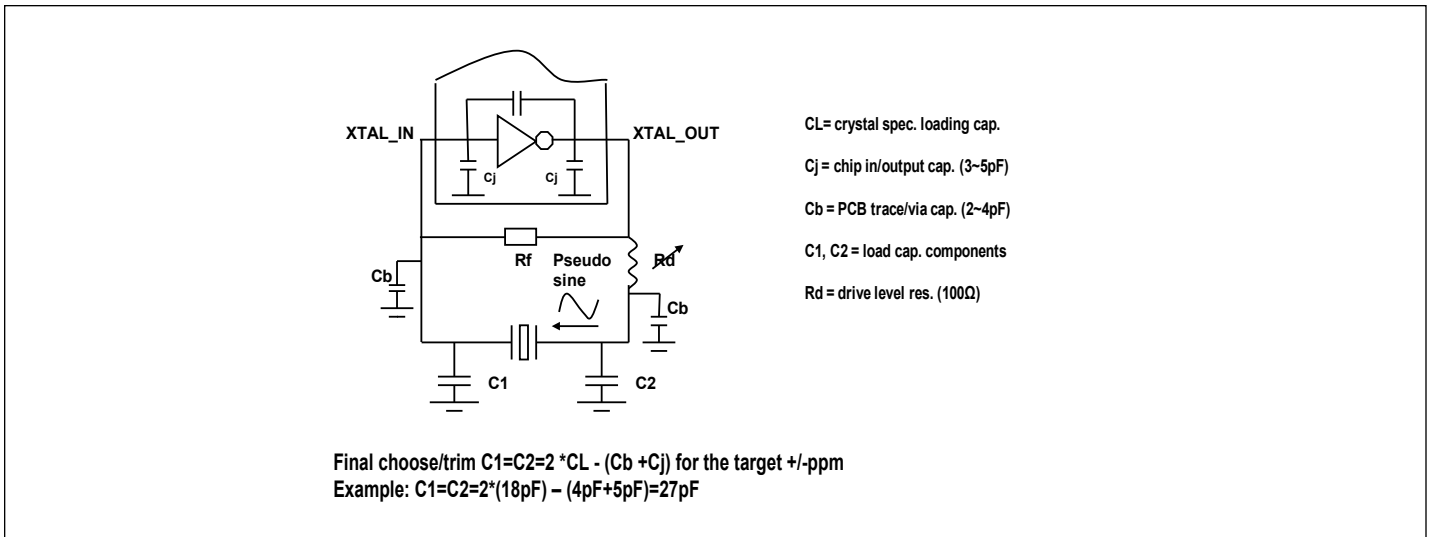 XTAL_IN
XTAL_OUT
Cj
Cj
Rf
Pseudo
sine
Rd
Cb
Cb
C1
C2
CL= crystal spec. loading cap.
Cj = chip in/output cap. (3~5pF)
Cb = PCB trace/via cap. (2~4pF)
C1, C2 = load cap. components
Rd = drive level res. (100Ω)
Final choose/trim C1=C2=2 *CL - (Cb +Cj) for the target +/-ppm
Example: C1=C2=2*(18pF) – (4pF+5pF)=27pF